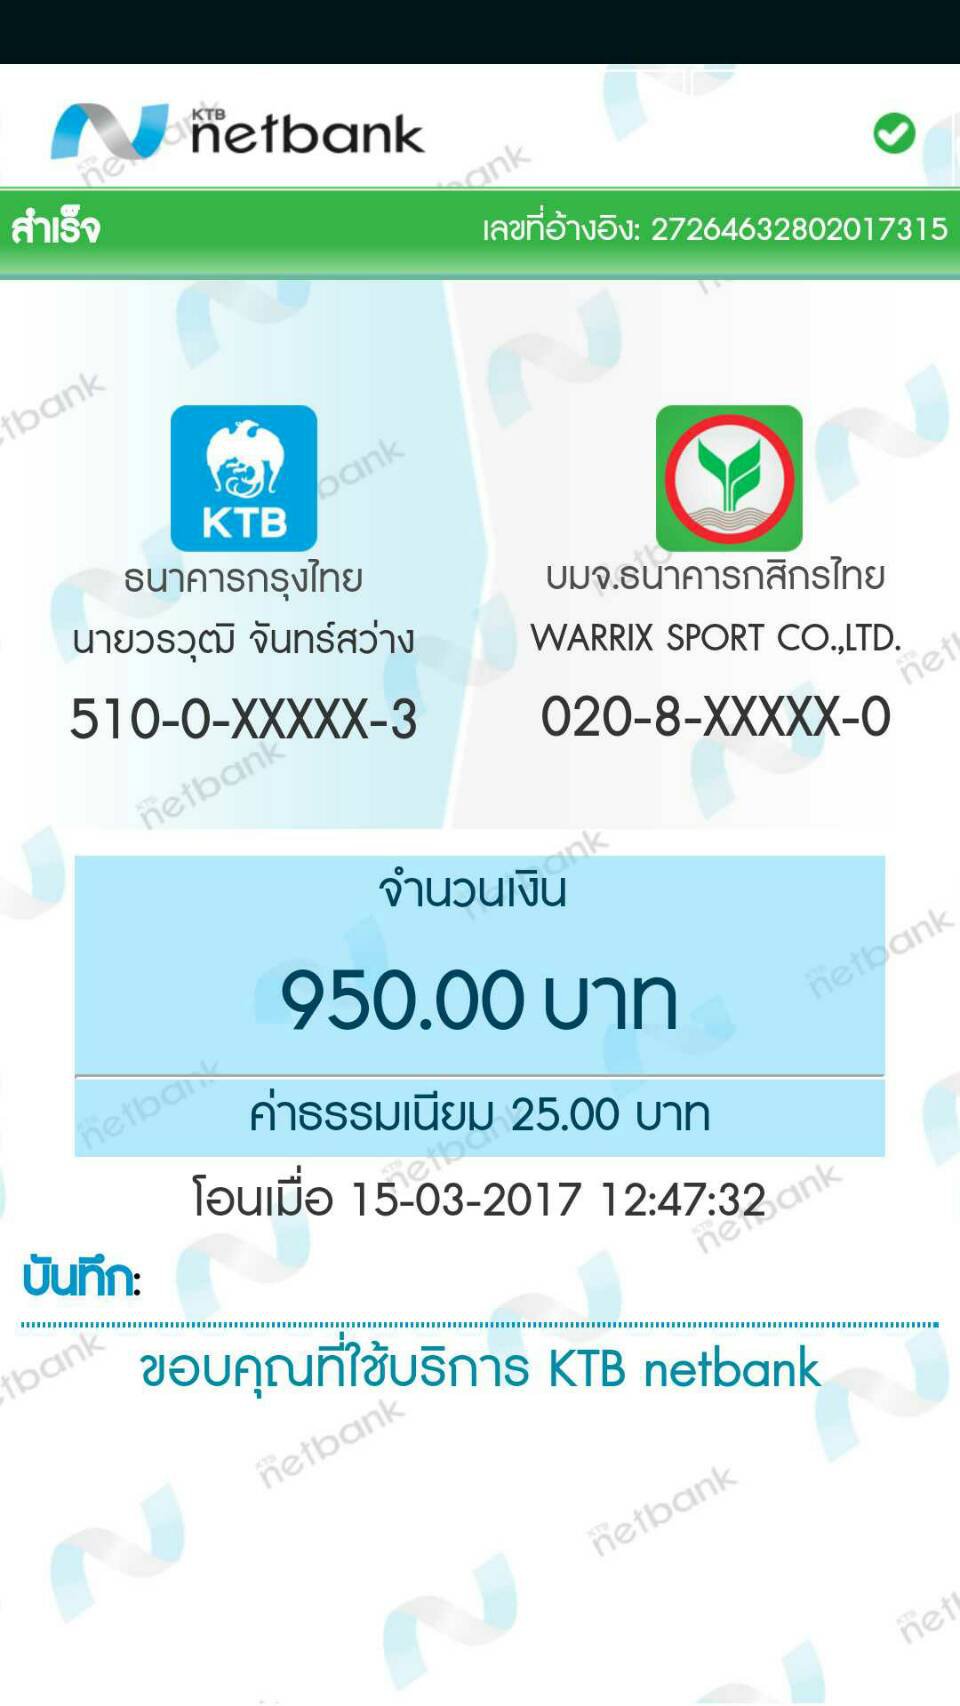 KTB
netbank
สำเร็จ
เลขที่อ้างอิง: 27264632802017315
KTB
ธนาคารกรุงไทย
นายวรวุฒิ จันทร์สว่าง
510-0-XXXXX-3
บมจ.ธนาคารกสิกรไทย
WARRIX SPORT CO.,LTD.
020-8-XXXXX-0
จำนวนเงิน
950.00 บาท
ค่าธรรมเนียม 25.00 บาท
โอนเมื่อ 15-03-2017 12:47:32
บันทึก:
ขอบคุณที่ใช้บริการ KTB netbank